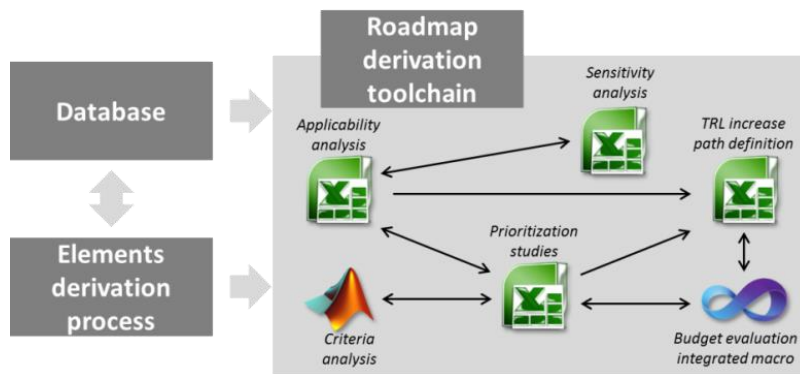 Roadmap
derivation
toolchain
Database
Elements
derivation
process
Applicability
analysis
Sensitivity
analysis
TRL increase
path definition
Prioritization
studies
Criteria
analysis
Budget evaluation
integrated macro